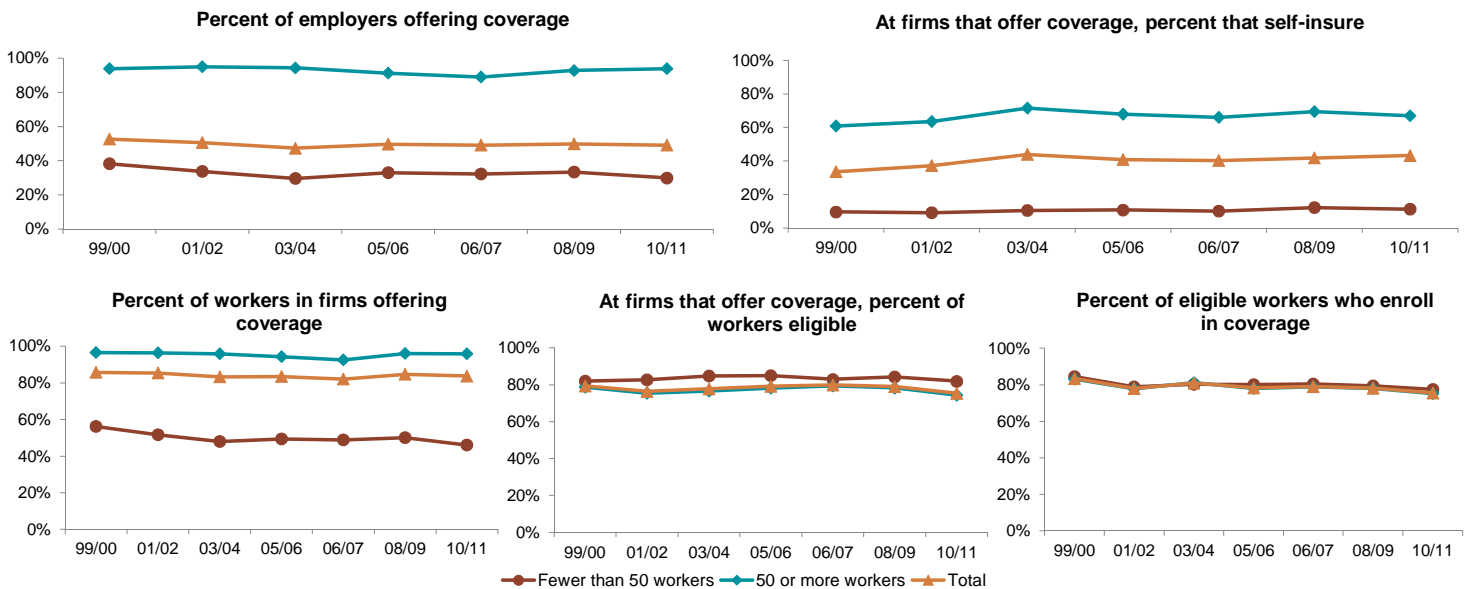 Percent of employers offering coverage
100%
80%
60%
40%
20%
0%
99/00 01/02 03/04 05/06 06/07 08/09 10/11
At firms that offer coverage, percent that self-insure
100%
80%
60%
40%
20%
0%
99/00 01/02 03/04 05/06 06/07 08/09 10/11
Percent of workers in firms offering
coverage
100%
80%
60%
40%
20%
0%
99/00 01/02 03/04 05/06 06/07 08/09 10/11
At firms that offer coverage, percent of
workers eligible
100%
80%
60%
40%
20%
0%
99/00 01/02 03/04 05/06 06/07 08/09 10/11
Percent of eligible workers who enroll
in coverage
100%
80%
60%
40%
20%
0%
99/00 01/02 03/04 05/06 06/07 08/09 10/11
Fewer than 50 workers 50 or more workers Total